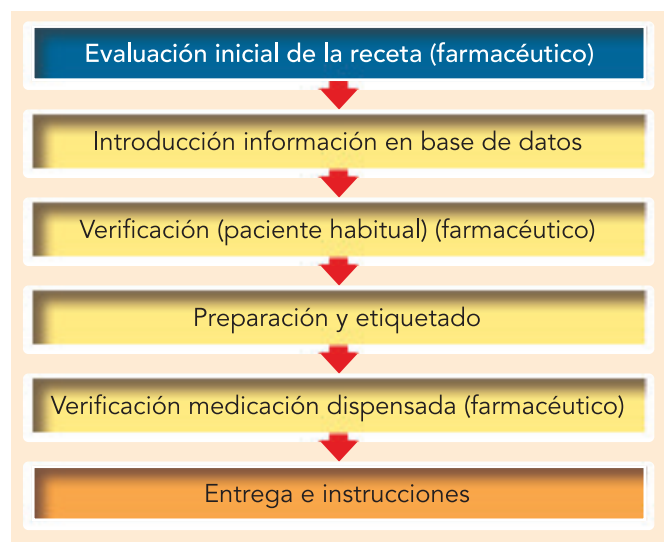 Evaluación inicial de la receta (farmacéutico)
Introducción información en base de datos
Verificación (paciente habitual) (farmacéutico)
Preparación y etiquetado
Verificación medicación dispensada (farmacéutico)
Entrega e instrucciones